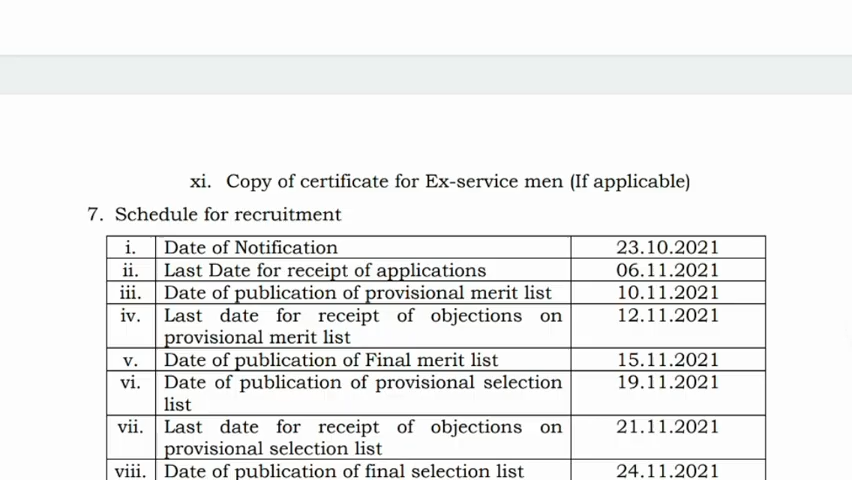 xi. Copy of certificate for Ex-service men (If applicable)
7. Schedule for recruitment
i. Date of Notification 23.10.2021
ii. Last Date for receipt of applications 06.11.2021
iii. Date of publication of provisional merit list 10.11.2021
iv. Last date for receipt of objections on 12.11.2021
provisional merit list
v. Date of publication of Final merit list 15.11.2021
vi. Date of publication of provisional selection 19.11.2021
list
vii. Last date for receipt of objections on 21.11.2021
provisional selection list
viii. Date of publication of final selection list 24.11.2021